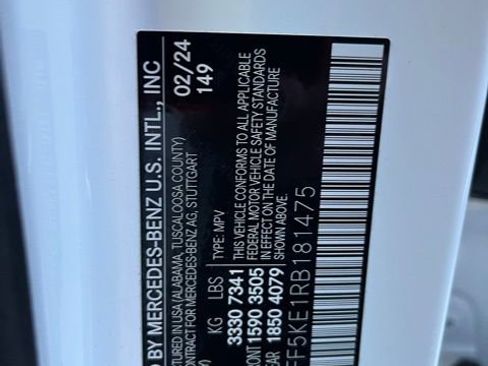 D BY MERCEDES-BENZ U.S. INTL., INC
TURED IN USA (ALABAMA, TUSCALOOSA COUNTY)
CONTRACT FOR MERCEDES-BENZ AG, STUTTGART
02/24
149
TYPE: MPV
KG LBS
3330 7341
RONT 1590 3505
1850 4079
THIS VEHICLE CONFORMS TO ALL APPLICABLE
FEDERAL MOTOR VEHICLE SAFETY STANDARDS
IN EFFECT ON THE DATE OF MANUFACTURE
SHOWN ABOVE.
FF5KE1RB181475